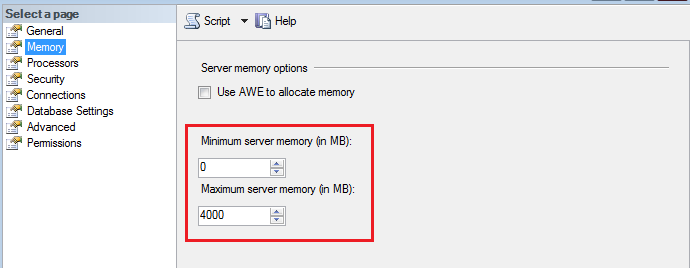 Select a page
General
Memory
Processors
Security
Connections
Database Settings
Advanced
Permissions
Script Help
Server memory options
Use AWE to allocate memory
Minimum server memory (in MB):
0
Maximum server memory (in MB):
4000